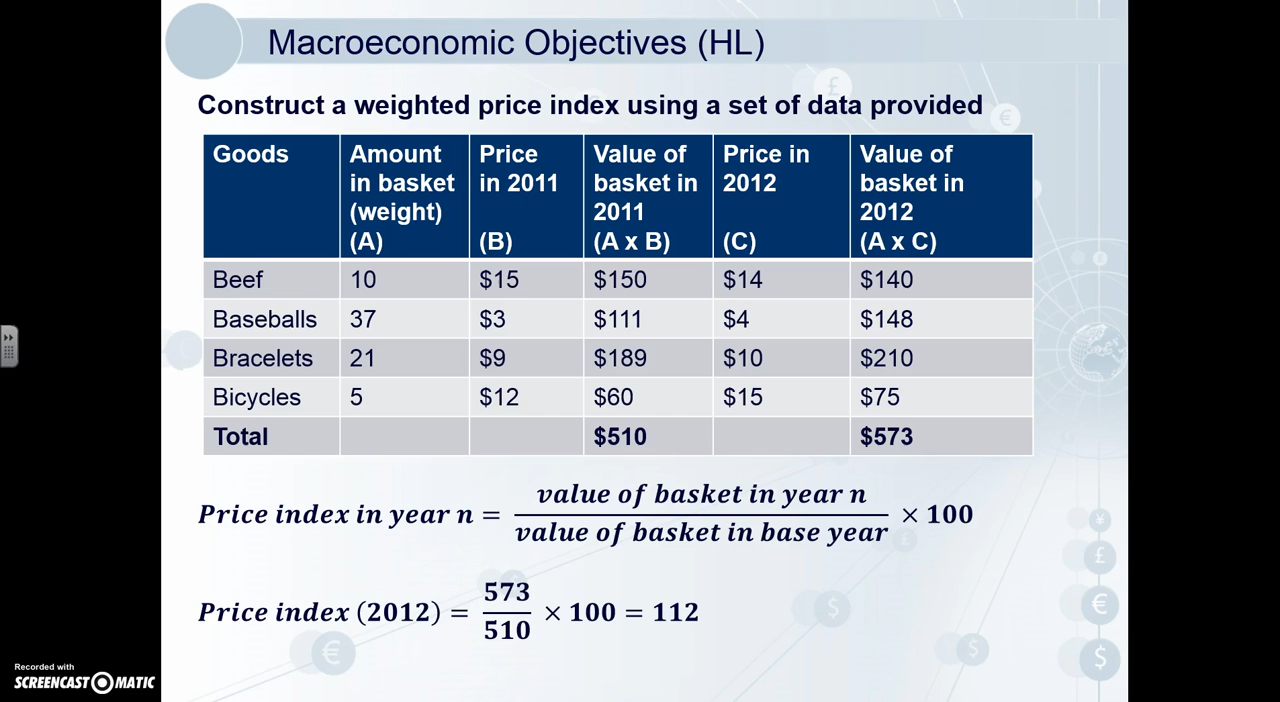 Macroeconomic Objectives (HL)
Construct a weighted price index using a set of data provided
Goods
Amount in basket (weight) (A)
Price in 2011 (B)
Value of basket in 2011 (A x B)
Price in 2012 (C)
Value of basket in 2012 (A x C)
Beef 10 $15 $150 $14 $140
Baseballs 37 $3 $111 $4 $148
Bracelets 21 $9 $189 $10 $210
Bicycles 5 $12 $60 $15 $75
Total $510 $573
Price index in year n = value of basket in year n / value of basket in base year × 100
Price index (2012) = 573 / 510 × 100 = 112
Recorded with
SCREENCAST-O-MATIC